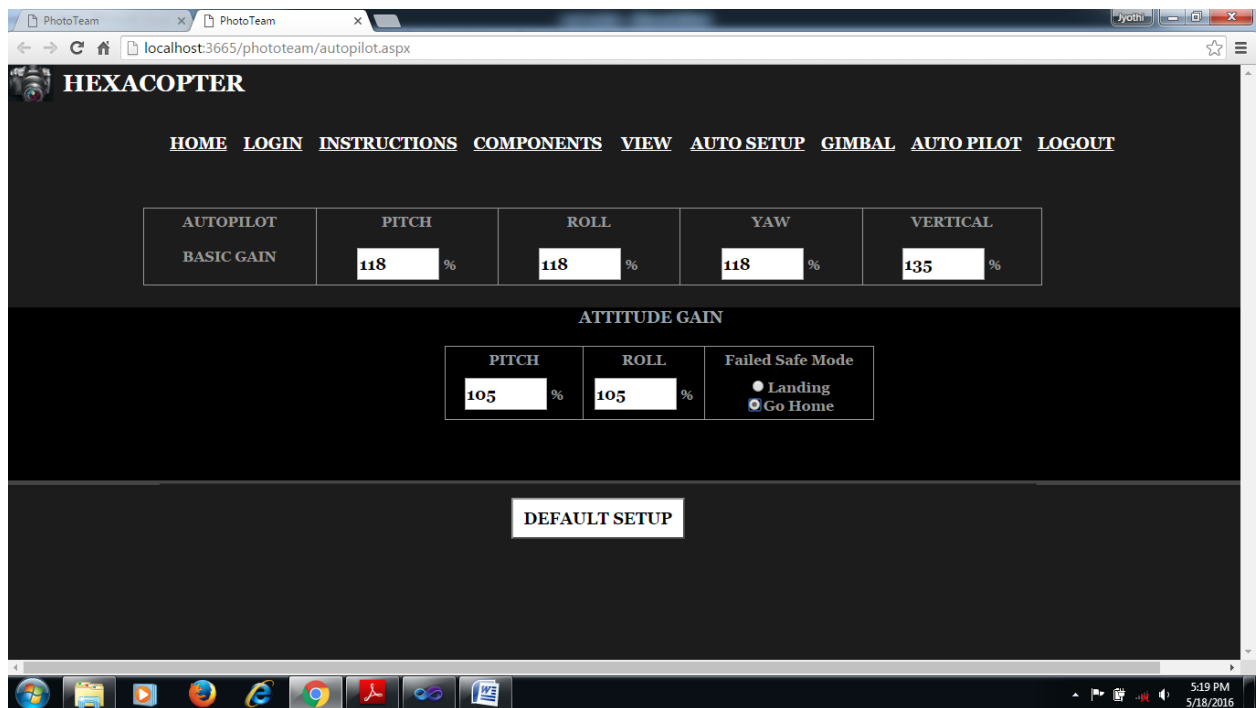 PhotoTeam
PhotoTeam
Jyothi
localhost:3665/phototeam/autopilot.aspx
HEXACOPTER
HOME LOGIN INSTRUCTIONS COMPONENTS VIEW AUTO SETUP GIMBAL AUTO PILOT LOGOUT
AUTOPILOT PITCH ROLL YAW VERTICAL
BASIC GAIN 118 % 118 % 118 % 135 %
ATTITUDE GAIN
PITCH ROLL Failed Safe Mode
105 % 105 % Landing
Go Home
DEFAULT SETUP
5:19 PM
5/18/2016